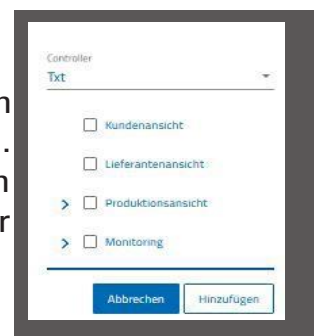 Controller
Txt
n
Kundenansicht
.
Lieferantenansicht
n
Produktionsansicht
r
Monitoring
Abbrechen Hinzufügen